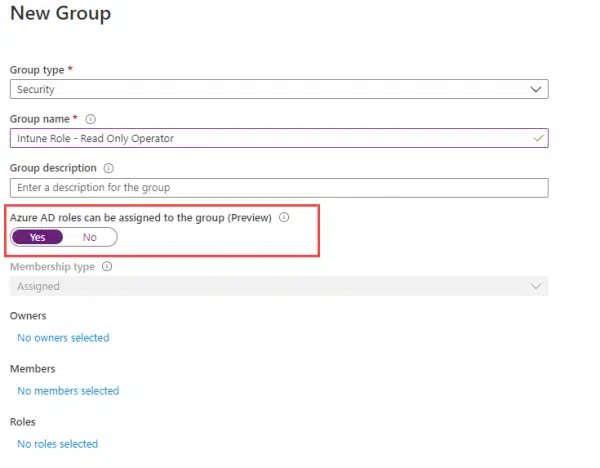 New Group
Group type *
Security
Group name *
Intune Role - Read Only Operator
Group description
Enter a description for the group
Azure AD roles can be assigned to the group (Preview)
Yes No
Membership type
Assigned
Owners
No owners selected
Members
No members selected
Roles
No roles selected